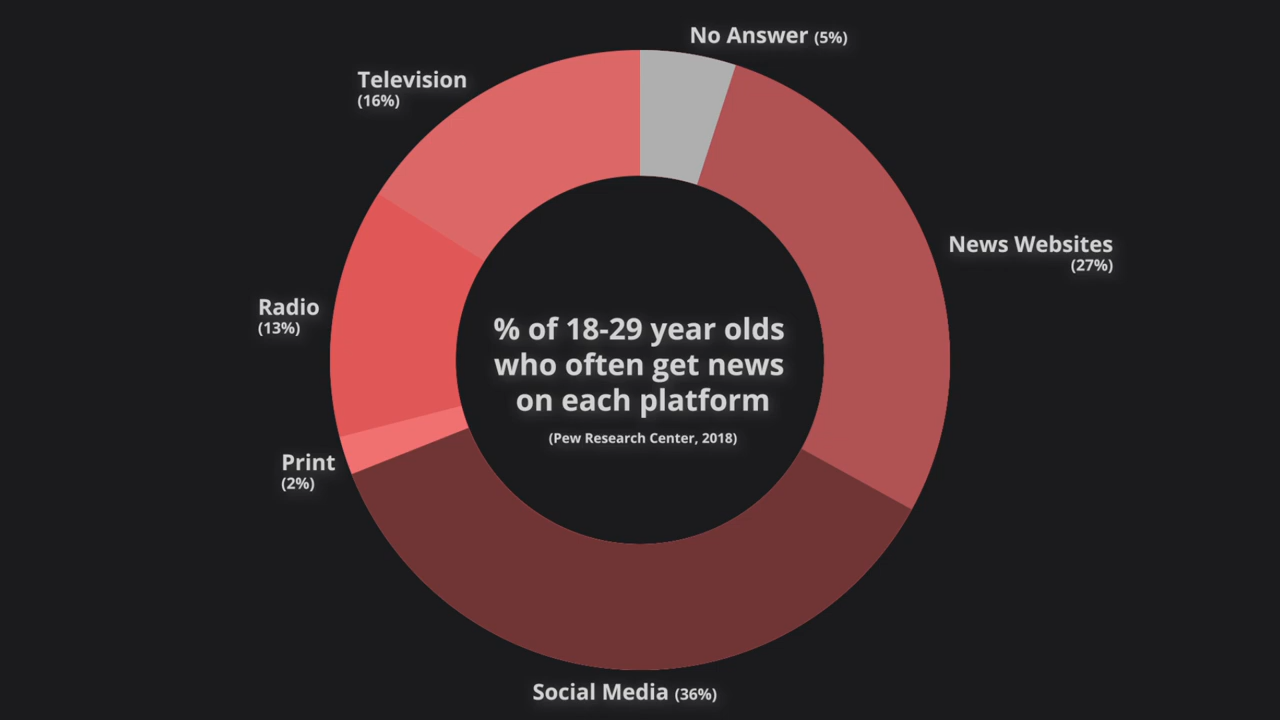 No Answer (5%)
Television
(16%)
News Websites
(27%)
Radio
(13%)
% of 18-29 year olds
who often get news
on each platform
(Pew Research Center, 2018)
Print
(2%)
Social Media (36%)